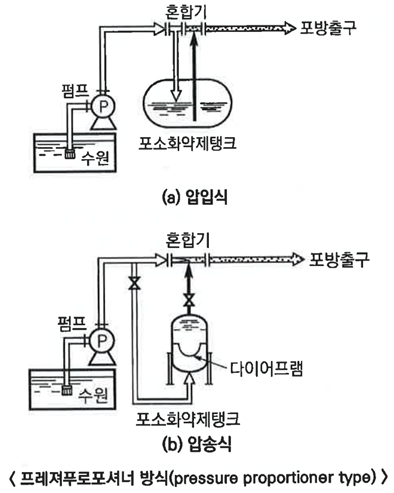 혼합기
포방출구
펌프
P
수원
포소화약제탱크
(a) 압입식
혼합기
포방출구
펌프
P
다이어프램
수원
포소화약제탱크
(b) 압송식
< 프레져푸로포셔너 방식(pressure proportioner type) >